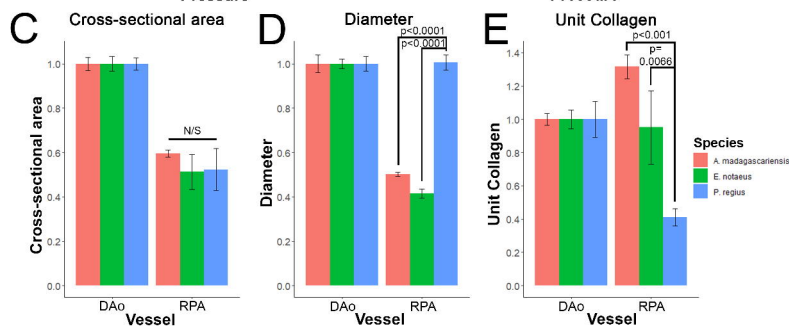 C Cross-sectional area
Cross-sectional area
1.0
0.8
0.6
0.4
0.2
0.0
N/S
DAo RPA
Vessel
D Diameter
Diameter
1.0
0.8
0.6
0.4
0.2
0.0
p<0.0001
p<0.0001
DAo RPA
Vessel
E Unit Collagen
Unit Collagen
1.4
1.2
1.0
0.8
0.6
0.4
0.2
0.0
p<0.001
p=
0.0066
DAo RPA
Vessel
Species
A. madagascariensis
E. notaeus
P. regius